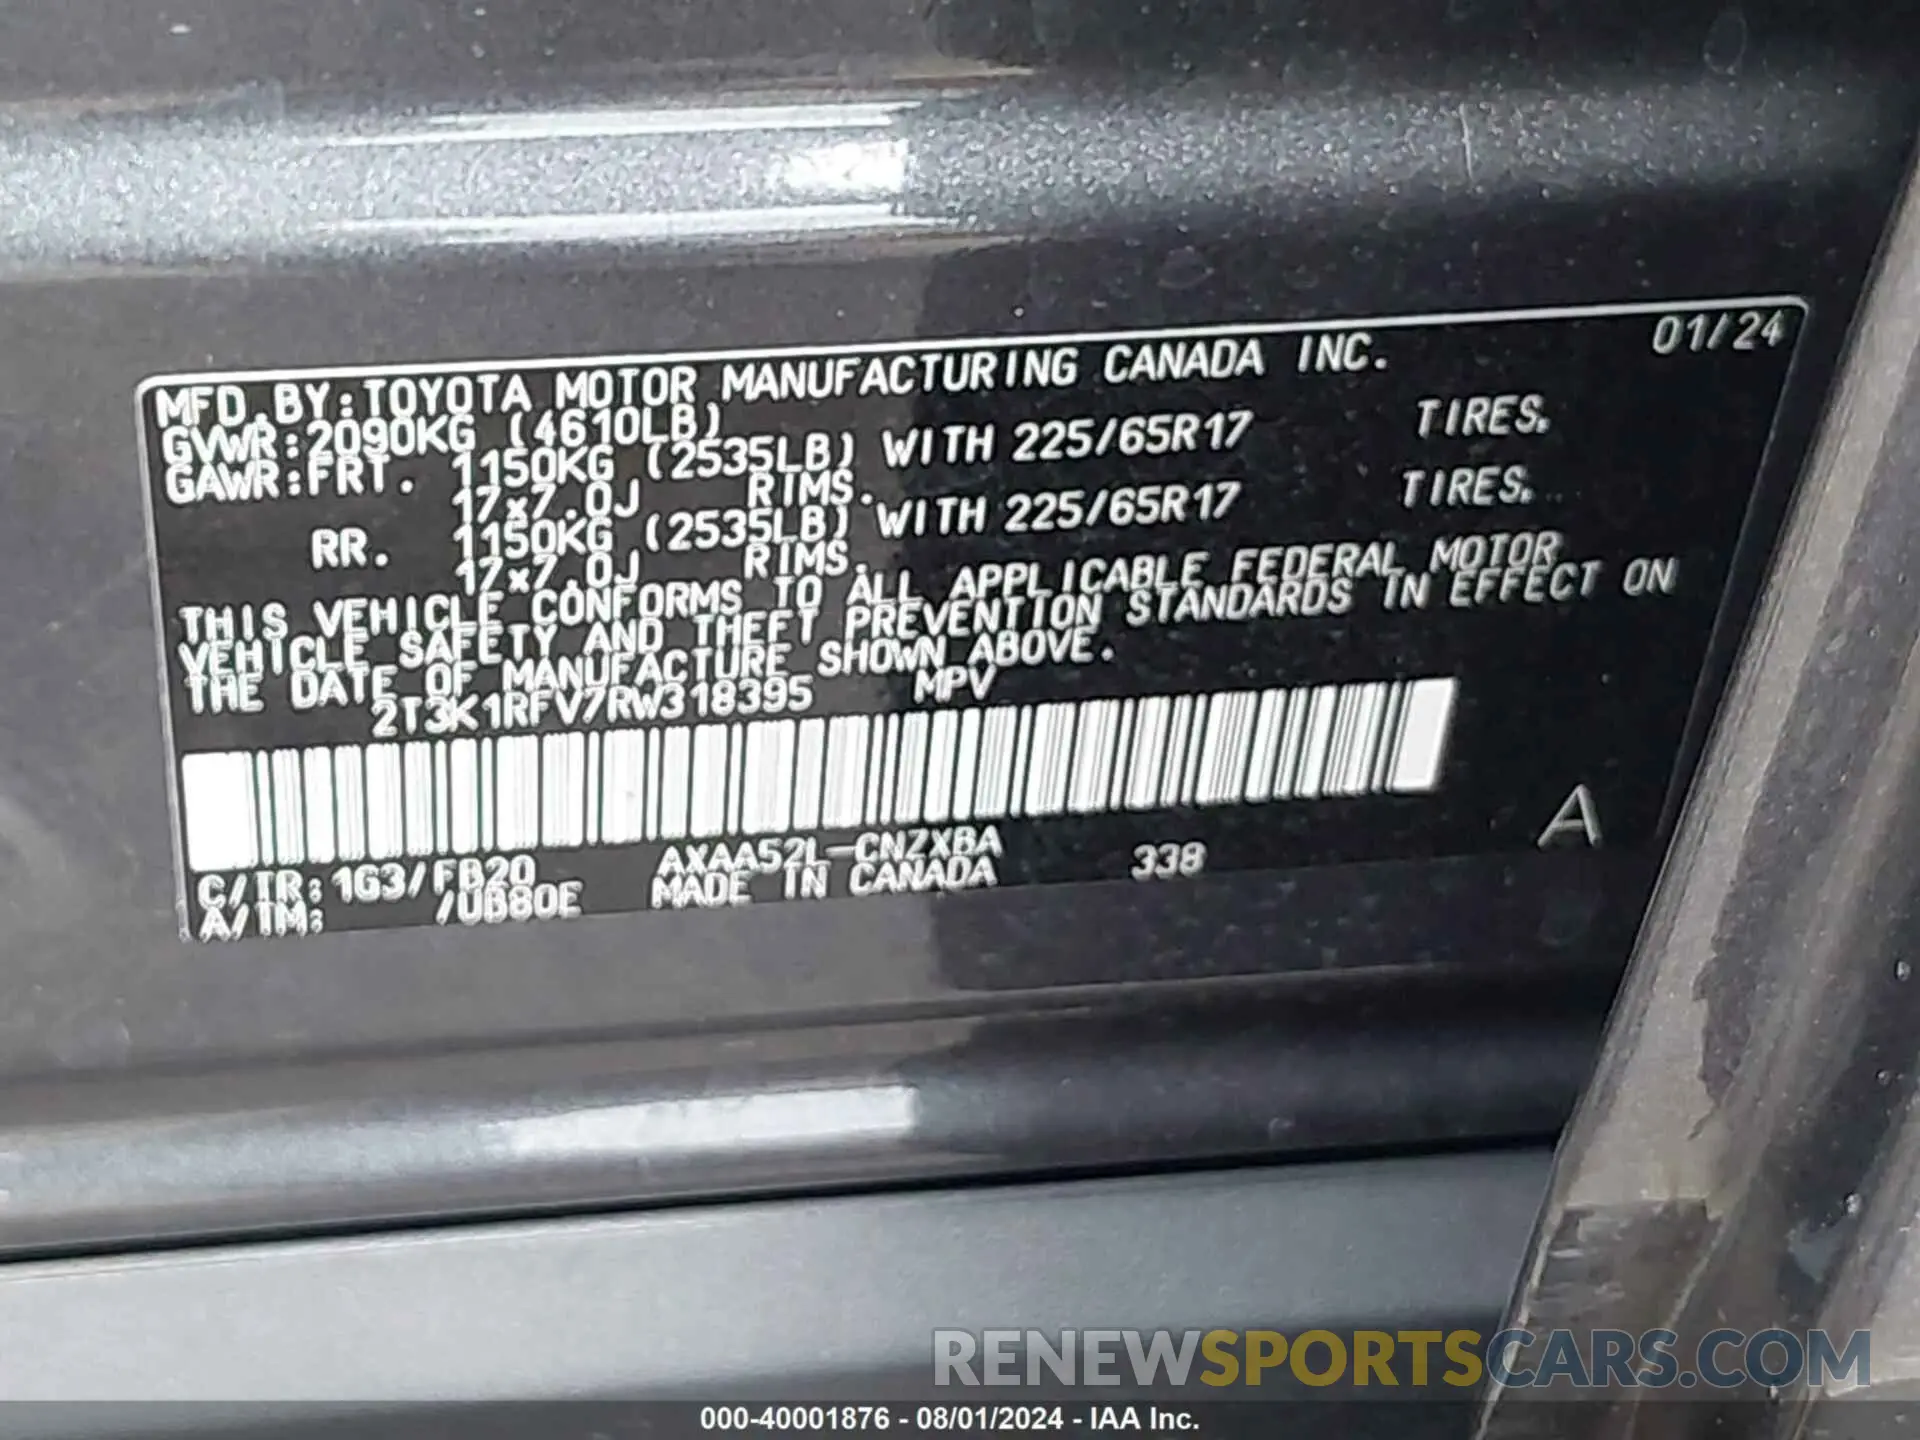 MFD.BY:TOYOTA MOTOR MANUFACTURING CANADA INC. 01/24
GVWR:2090KG (4610LB)
GAWR:FRT. 1150KG (2535LB) WITH 225/65R17 TIRES.
17x7.0J RIMS.
RR. 1150KG (2535LB) WITH 225/65R17 TIRES.
17x7.0J RIMS.
THIS VEHICLE CONFORMS TO ALL APPLICABLE FEDERAL MOTOR
VEHICLE SAFETY AND THEFT PREVENTION STANDARDS IN EFFECT ON
THE DATE OF MANUFACTURE SHOWN ABOVE.
2T3K1RFV7RW318395 MPV
A
C/TR:1G3/FB20 AXAA52L-CNZXBA 338
A/TM: /UB80E MADE IN CANADA
RENEWSPORTSCARS.COM
000-40001876 - 08/01/2024 - IAA Inc.